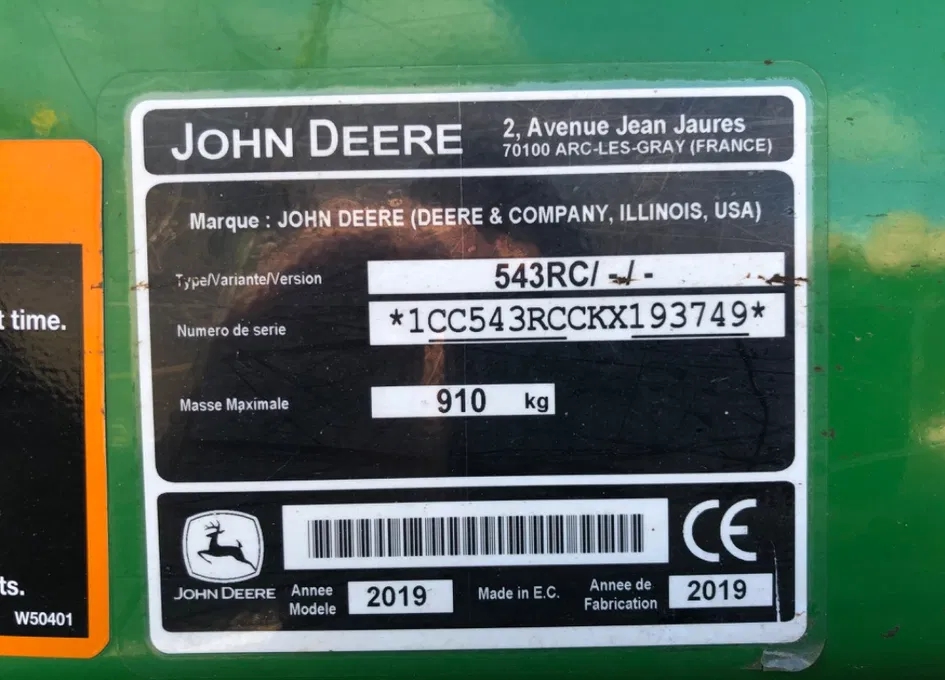 JOHN DEERE
2, Avenue Jean Jaures
70100 ARC-LES-GRAY (FRANCE)
Marque : JOHN DEERE (DEERE & COMPANY, ILLINOIS, USA)
Type/Variante/Version 543RC/ -/ -
Numero de serie *1CC543RCCKX193749*
Masse Maximale 910 kg
JOHN DEERE
Annee Modele 2019
Made in E.C.
Annee de Fabrication 2019
CE
t time.
ts.
W50401